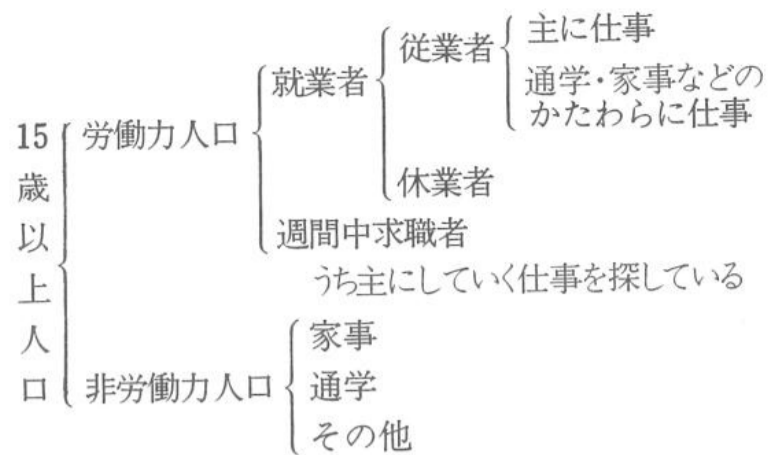 15歳以上人口
労働力人口
就業者
従業者
主に仕事
通学・家事などの
かたわらに仕事
休業者
週間中求職者
うち主にしていく仕事を探している
非労働力人口
家事
通学
その他